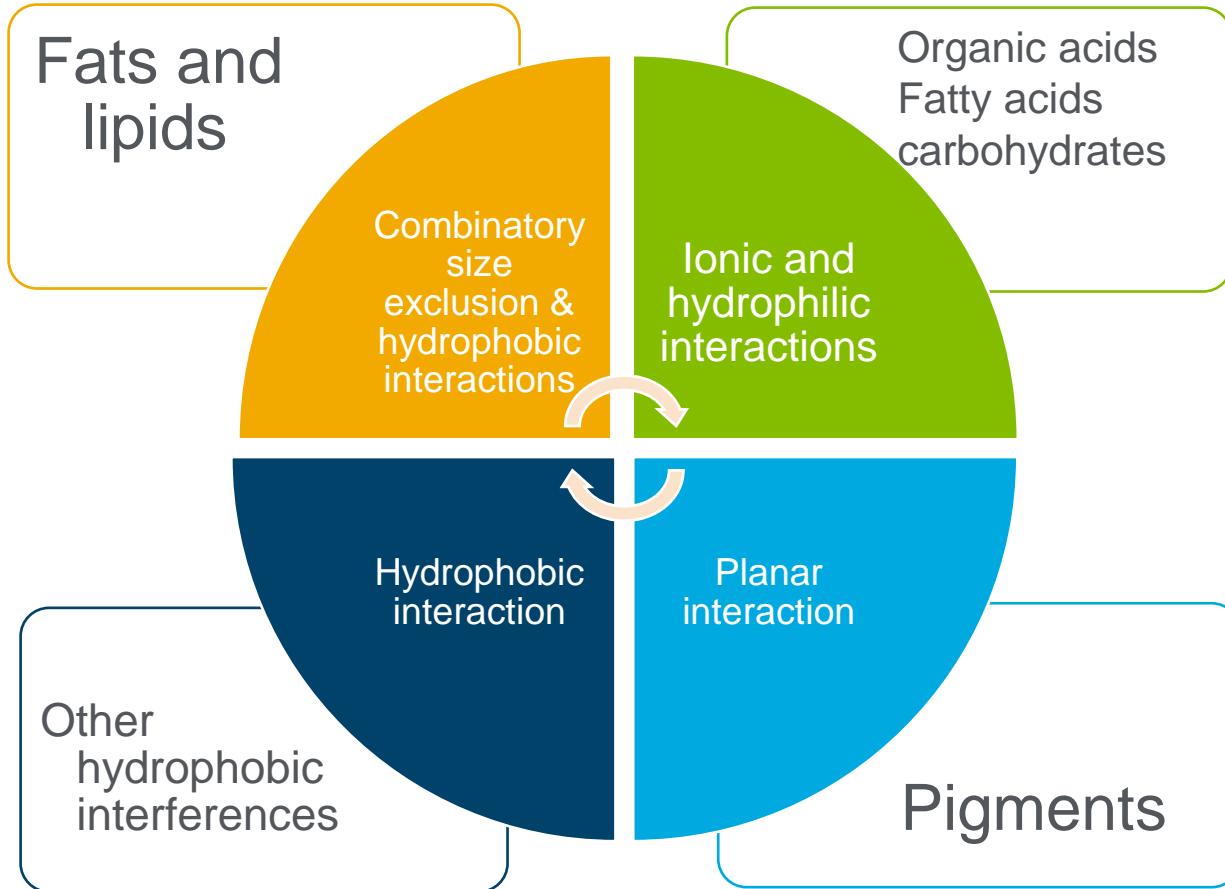 Fats and
lipids
Organic acids
Fatty acids
carbohydrates
Combinatory
size
exclusion &
hydrophobic
interactions
Ionic and
hydrophilic
interactions
Hydrophobic
interaction
Planar
interaction
Other
hydrophobic
interferences
Pigments